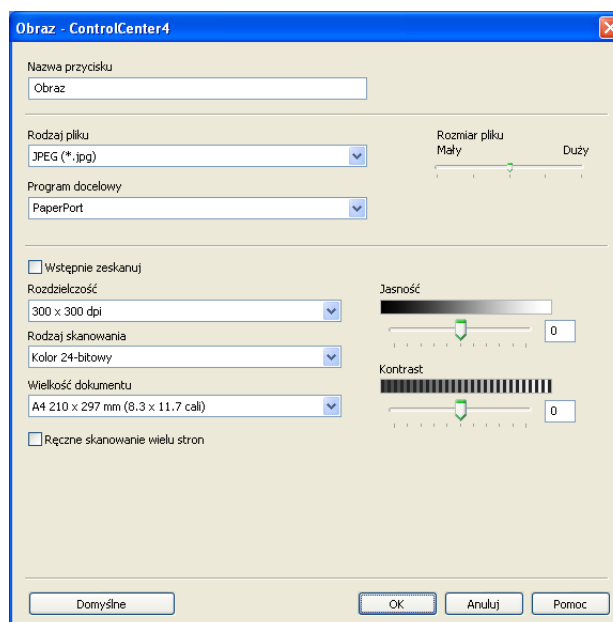 Obraz - ControlCenter4
Nazwa przycisku
Obraz
Rodzaj pliku
JPEG (*.jpg)
Rozmiar pliku
Mały Duży
Program docelowy
PaperPort
Wstępnie zeskanuj
Rozdzielczość
300 x 300 dpi
Jasność
0
Rodzaj skanowania
Kolor 24-bitowy
Kontrast
0
Wielkość dokumentu
A4 210 x 297 mm (8.3 x 11.7 cali)
Ręczne skanowanie wielu stron
Domyślne OK Anuluj Pomoc